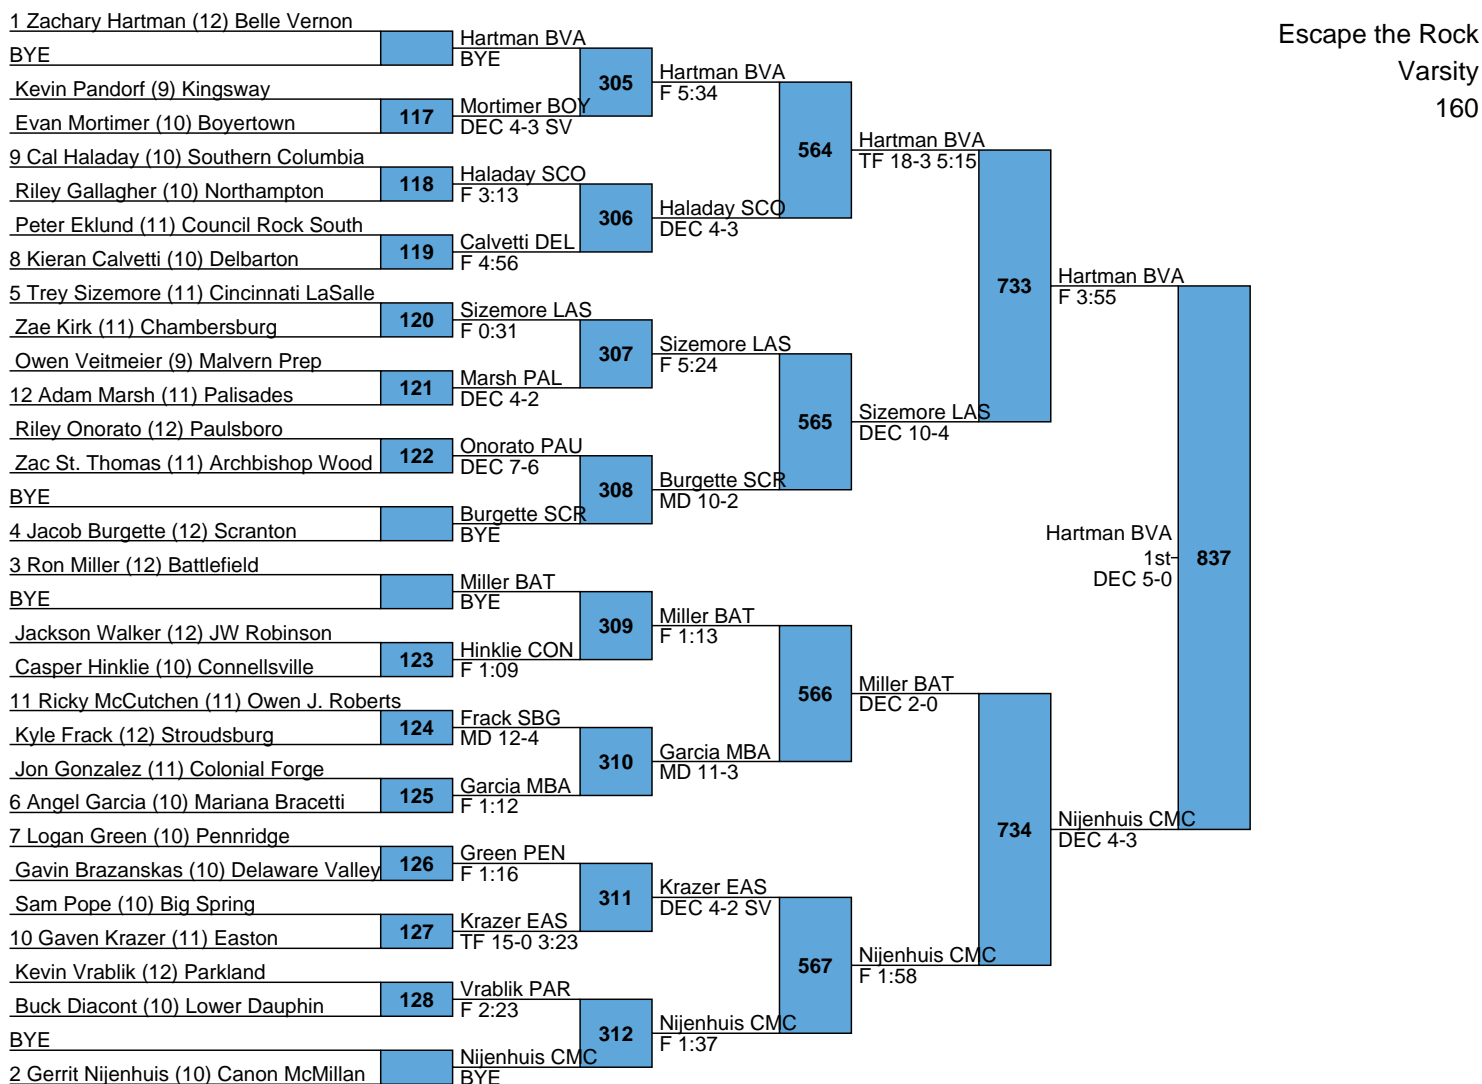 Escape the Rock
Varsity
160
1 Zachary Hartman (12) Belle Vernon
BYE
Kevin Pandorf (9) Kingsway
117
Evan Mortimer (10) Boyertown
9 Cal Haladay (10) Southern Columbia
118
Riley Gallagher (10) Northampton
Peter Eklund (11) Council Rock South
119
8 Kieran Calvetti (10) Delbarton
5 Trey Sizemore (11) Cincinnati LaSalle
120
Zae Kirk (11) Chambersburg
Owen Veitmeier (9) Malvern Prep
121
12 Adam Marsh (11) Palisades
Riley Onorato (12) Paulsboro
122
Zac St. Thomas (11) Archbishop Wood
BYE
4 Jacob Burgette (12) Scranton
3 Ron Miller (12) Battlefield
BYE
Jackson Walker (12) JW Robinson
123
Casper Hinklie (10) Connellsville
11 Ricky McCutchen (11) Owen J. Roberts
124
Kyle Frack (12) Stroudsburg
Jon Gonzalez (11) Colonial Forge
125
6 Angel Garcia (10) Mariana Bracetti
7 Logan Green (10) Pennridge
126
Gavin Brazanskas (10) Delaware Valley
Sam Pope (10) Big Spring
127
10 Gaven Krazer (11) Easton
Kevin Vrablik (12) Parkland
128
Buck Diacont (10) Lower Dauphin
BYE
2 Gerrit Nijenhuis (10) Canon McMillan
Hartman BVA
BYE
305
Mortimer BOY
DEC 4-3 SV
Haladay SCO
F 3:13
306
Calvetti DEL
F 4:56
Sizemore LAS
F 0:31
307
Marsh PAL
DEC 4-2
Onorato PAU
DEC 7-6
308
Burgette SCR
BYE
Miller BAT
BYE
309
Hinklie CON
F 1:09
Frack SBG
MD 12-4
310
Garcia MBA
F 1:12
Green PEN
F 1:16
311
Krazer EAS
TF 15-0 3:23
Vrablik PAR
F 2:23
312
Nijenhuis CMC
BYE
Hartman BVA
F 5:34
564
Haladay SCO
DEC 4-3
Sizemore LAS
F 5:24
565
Burgette SCR
MD 10-2
Miller BAT
F 1:13
566
Garcia MBA
MD 11-3
Krazer EAS
DEC 4-2 SV
567
Nijenhuis CMC
F 1:37
Hartman BVA
TF 18-3 5:15
733
Sizemore LAS
DEC 10-4
Miller BAT
DEC 2-0
734
Nijenhuis CMC
F 1:58
Hartman BVA
F 3:55
837
Nijenhuis CMC
DEC 4-3
Hartman BVA
1st
DEC 5-0